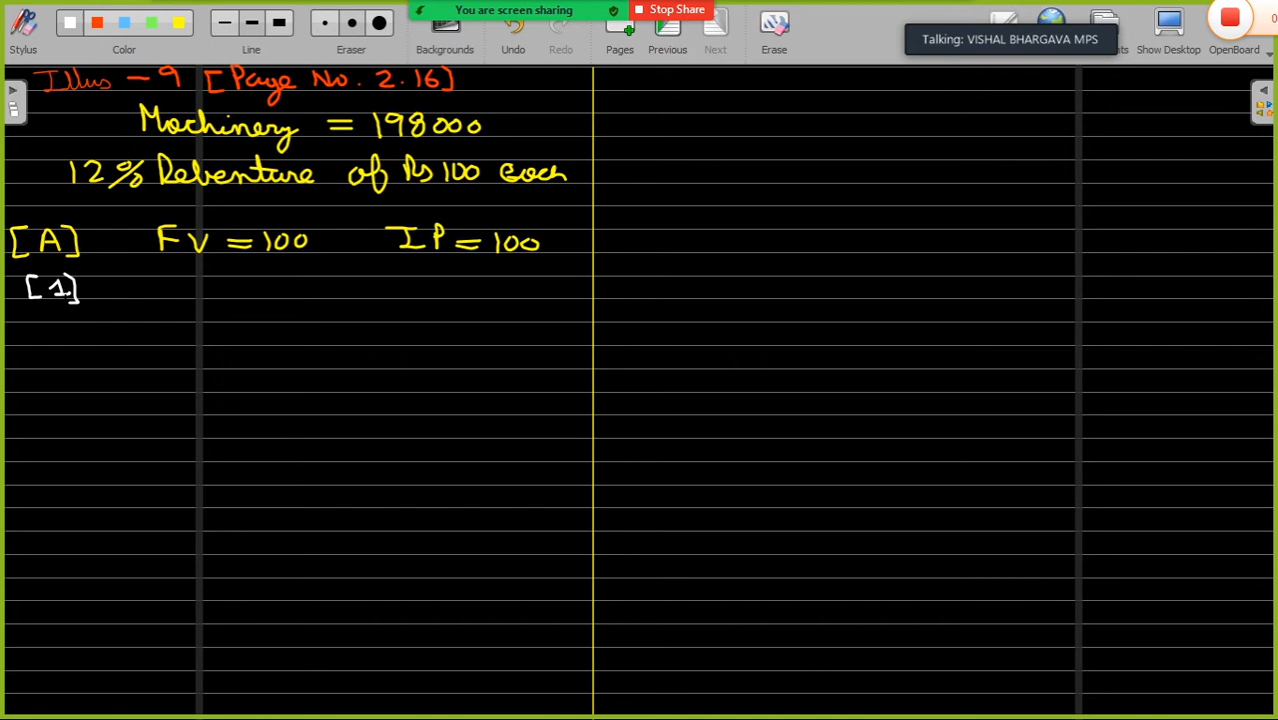 You are screen sharing Stop Share
Talking: VISHAL BHARGAVA MPS
Stylus Color Line Eraser Backgrounds Undo Redo Pages Previous Next Erase Show Desktop OpenBoard
Illus - 9 [Page No. 2.16]
Machinery = 198000
12% Debenture of Rs 100 each
[A] FV = 100 IP = 100
[1]